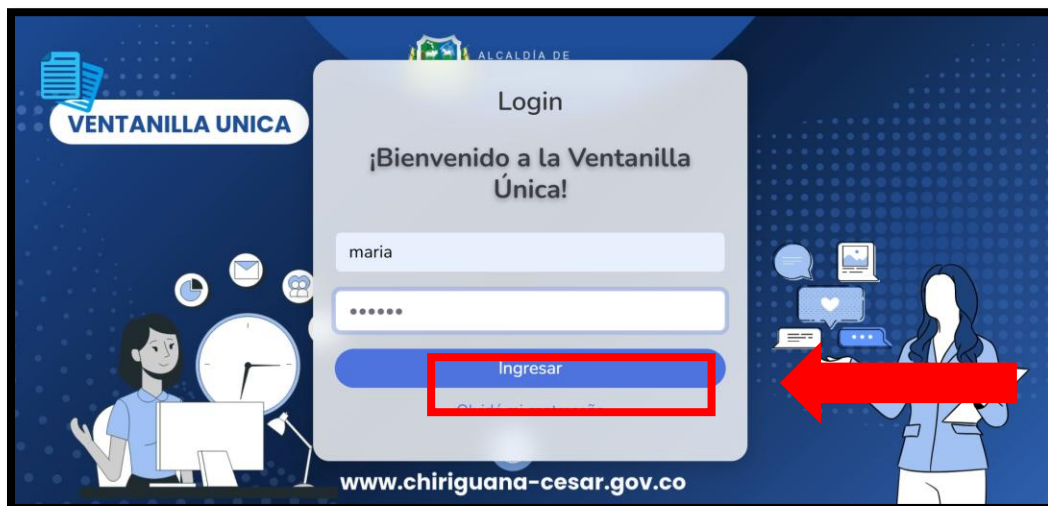 ALCALDÍA DE
VENTANILLA UNICA
Login
¡Bienvenido a la Ventanilla
Única!
maria
••••••
Ingresar
www.chiriguana-cesar.gov.co